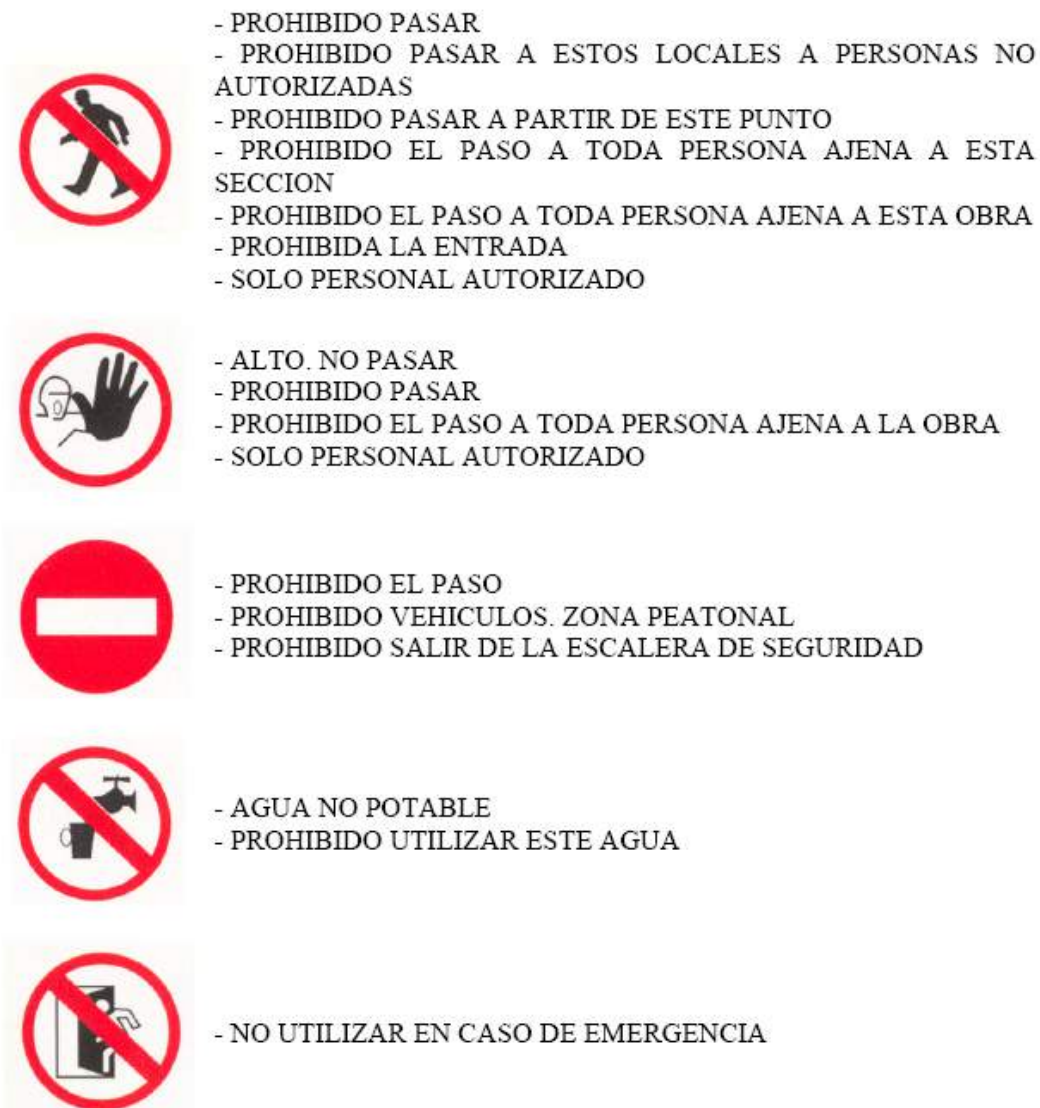 - PROHIBIDO PASAR
- PROHIBIDO PASAR A ESTOS LOCALES A PERSONAS NO
AUTORIZADAS
- PROHIBIDO PASAR A PARTIR DE ESTE PUNTO
- PROHIBIDO EL PASO A TODA PERSONA AJENA A ESTA
SECCION
- PROHIBIDO EL PASO A TODA PERSONA AJENA A ESTA OBRA
- PROHIBIDA LA ENTRADA
- SOLO PERSONAL AUTORIZADO
- ALTO. NO PASAR
- PROHIBIDO PASAR
- PROHIBIDO EL PASO A TODA PERSONA AJENA A LA OBRA
- SOLO PERSONAL AUTORIZADO
- PROHIBIDO EL PASO
- PROHIBIDO VEHICULOS. ZONA PEATONAL
- PROHIBIDO SALIR DE LA ESCALERA DE SEGURIDAD
- AGUA NO POTABLE
- PROHIBIDO UTILIZAR ESTE AGUA
- NO UTILIZAR EN CASO DE EMERGENCIA